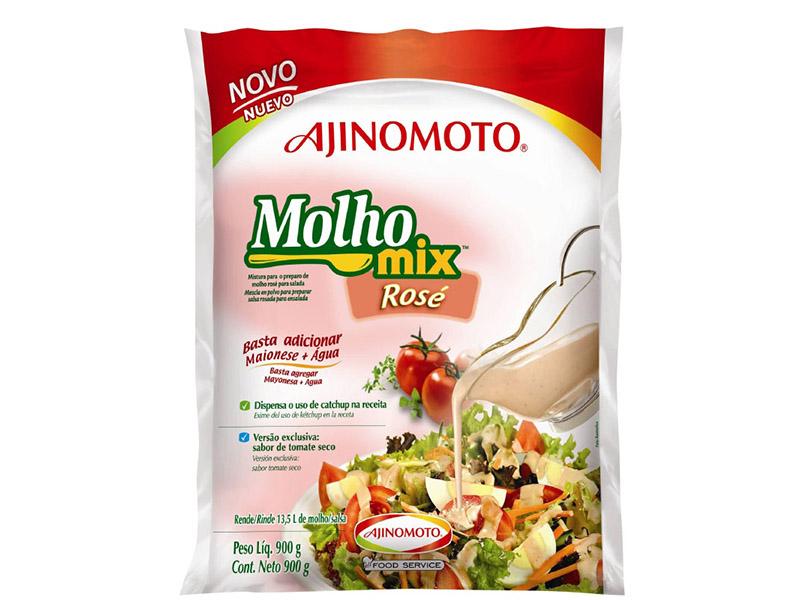 NOVO
NUEVO
AJINOMOTO®
Molho
mix™
Rosé
Mistura para o preparo de
molho rosé para salada
Mezcla en polvo para preparar
salsa rosada para ensalada
Basta adicionar
Maionese + Água
Basta agregar
Mayonesa + Agua
Dispensa o uso de catchup na receita
Exime del uso de kétchup en la receta
Versão exclusiva:
sabor de tomate seco
Versión exclusiva:
sabor tomate seco
Rende/Rinde 13,5 L de molho/salsa
Peso Líq. 900 g
Cont. Neto 900 g
AJINOMOTO®
FOOD SERVICE